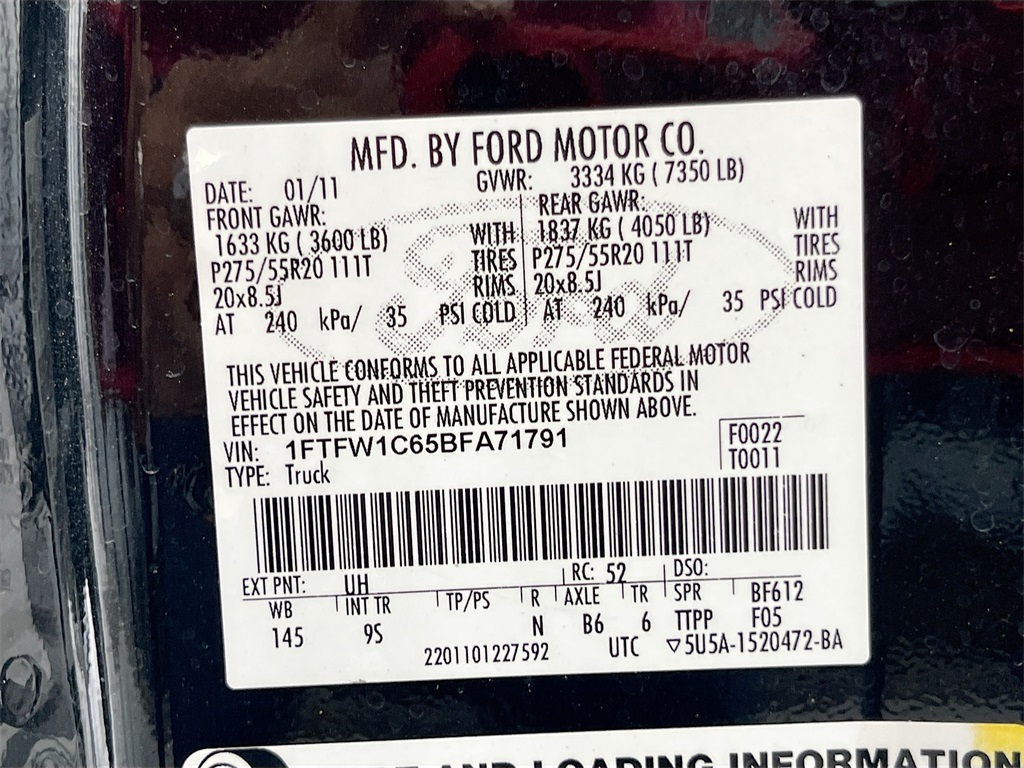 MFD. BY FORD MOTOR CO.
DATE: 01/11 GVWR: 3334 KG ( 7350 LB)
FRONT GAWR: REAR GAWR:
1633 KG ( 3600 LB) WITH 1837 KG ( 4050 LB) WITH
P275/55R20 111T TIRES P275/55R20 111T TIRES
20x8.5J RIMS 20x8.5J RIMS
AT 240 kPa/ 35 PSI COLD AT 240 kPa/ 35 PSI COLD
THIS VEHICLE CONFORMS TO ALL APPLICABLE FEDERAL MOTOR
VEHICLE SAFETY AND THEFT PREVENTION STANDARDS IN
EFFECT ON THE DATE OF MANUFACTURE SHOWN ABOVE.
VIN: 1FTFW1C65BFA71791 F0022
TYPE: Truck T0011
EXT PNT: UH RC: 52 DSO:
WB INT TR TP/PS R AXLE TR SPR BF612
145 9S N B6 6 TTPP F05
2201101227592 UTC ▽5U5A-1520472-BA
AND LOADING INFORMATION